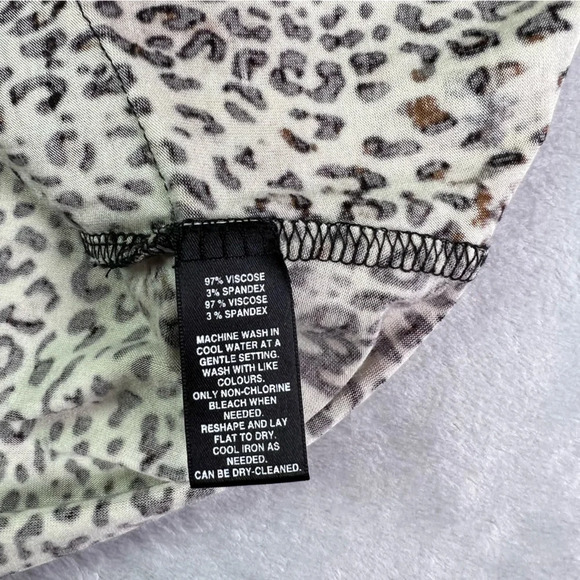 97% VISCOSE
3% SPANDEX
97 % VISCOSE
3 % SPANDEX
MACHINE WASH IN
COOL WATER AT A
GENTLE SETTING.
WASH WITH LIKE
COLOURS.
ONLY NON-CHLORINE
BLEACH WHEN
NEEDED.
RESHAPE AND LAY
FLAT TO DRY.
COOL IRON AS
NEEDED.
CAN BE DRY-CLEANED.